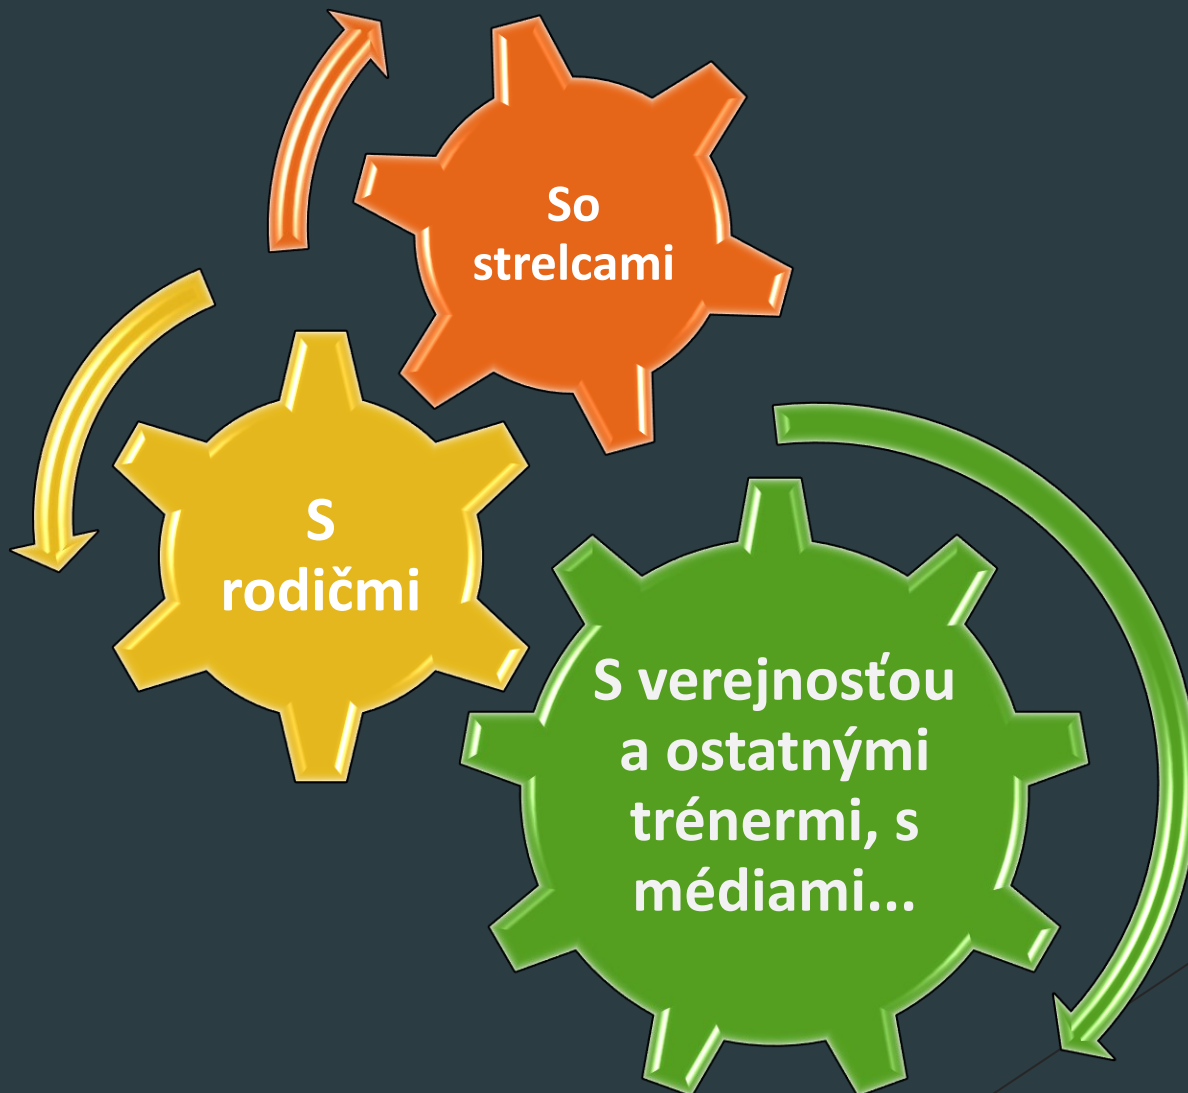 So
strelcami
S
rodičmi
S verejnosťou
a ostatnými
trénermi, s
médiami...